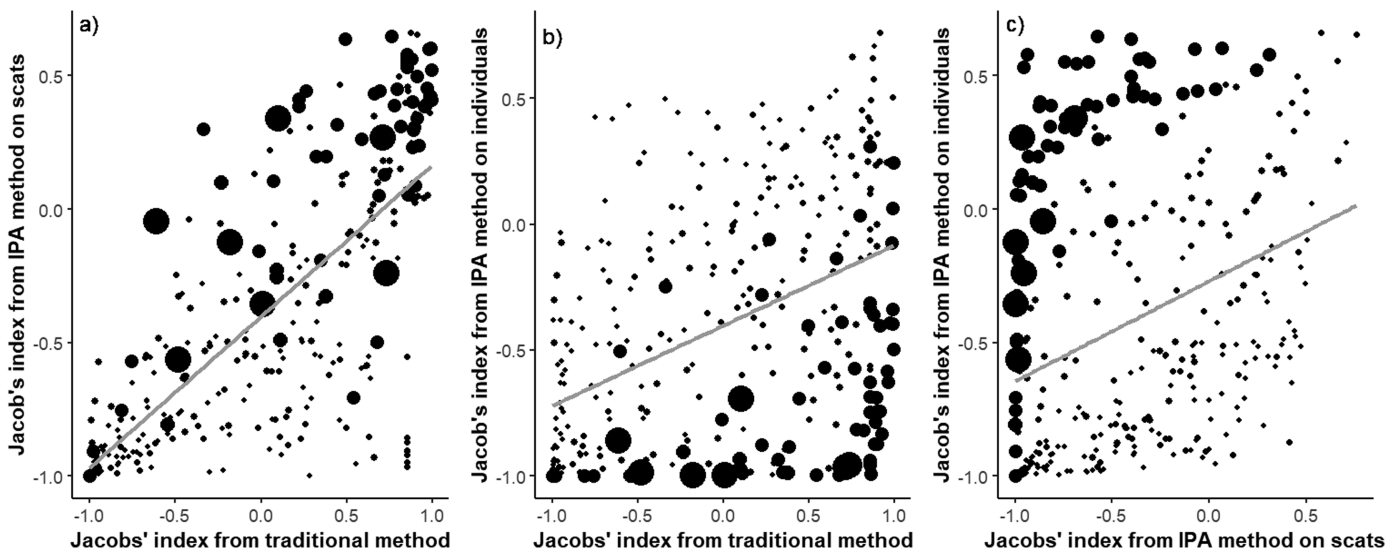 a)
Jacob's index from IPA method on scats
0.5
0.0
-0.5
-1.0
-1.0 -0.5 0.0 0.5 1.0
Jacobs' index from traditional method
b)
Jacob's index from IPA method on individuals
0.5
0.0
-0.5
-1.0
-1.0 -0.5 0.0 0.5 1.0
Jacobs' index from traditional method
c)
Jacob's index from IPA method on individuals
0.5
0.0
-0.5
-1.0
-1.0 -0.5 0.0 0.5
Jacobs' index from IPA method on scats